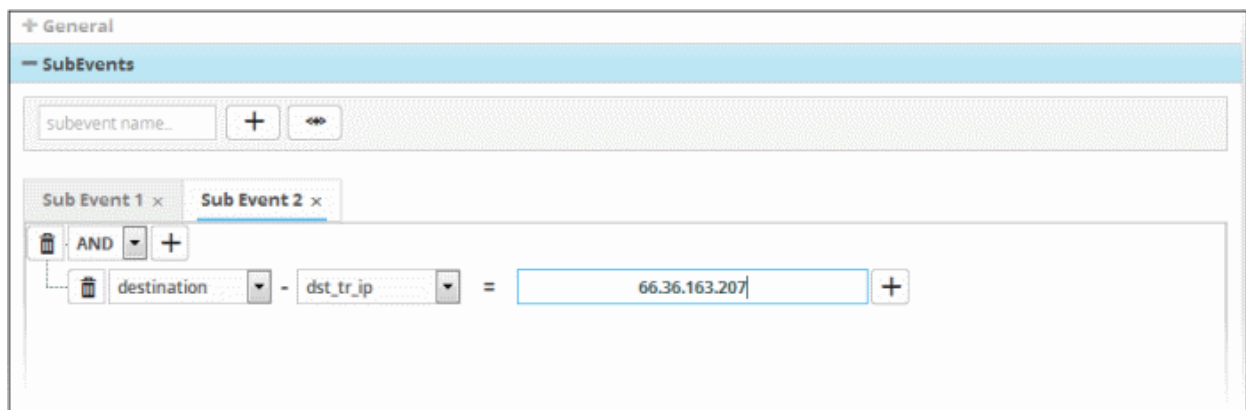 + General
− SubEvents
subevent name..
+
Sub Event 1 × Sub Event 2 ×
AND +
destination - dst_tr_ip = 66.36.163.207 +